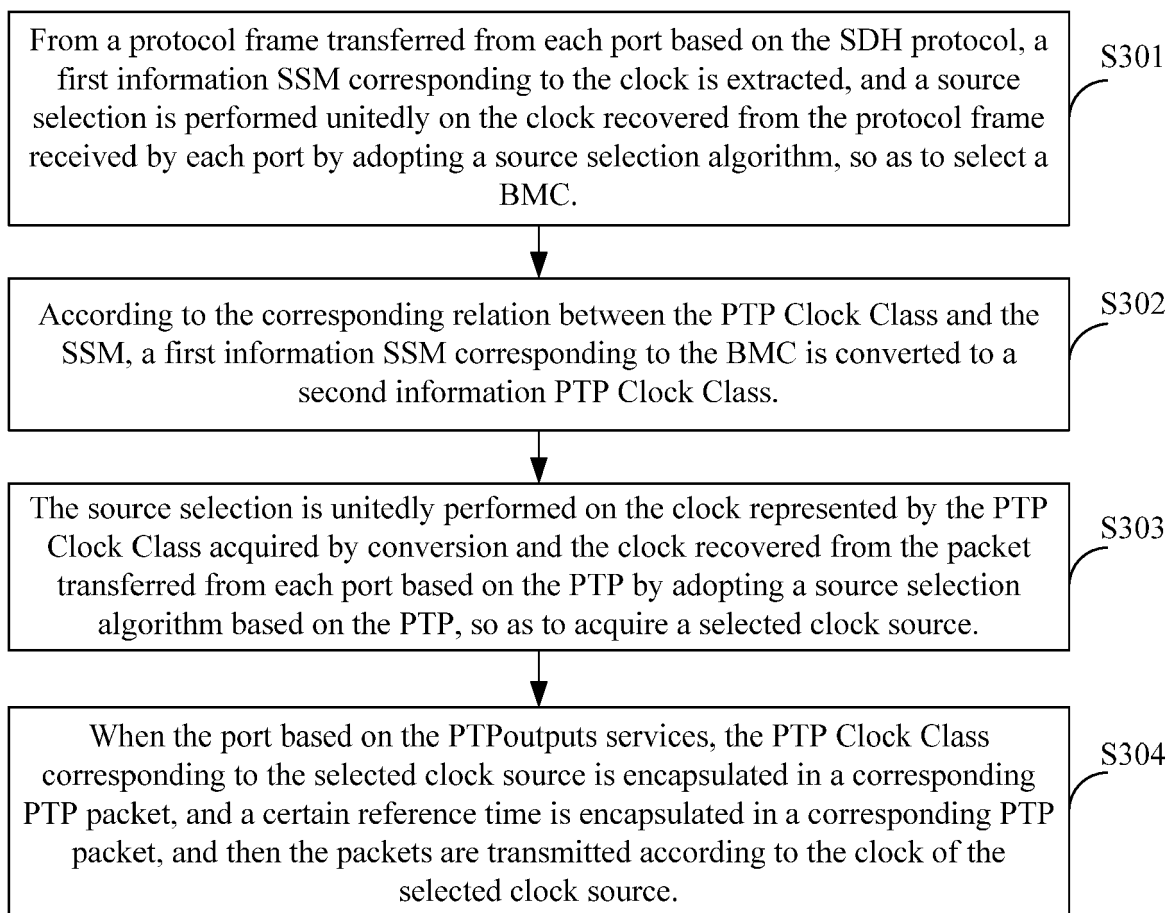 From a protocol frame transferred from each port based on the SDH protocol, a
first information SSM corresponding to the clock is extracted, and a source
selection is performed unitedly on the clock recovered from the protocol frame
received by each port by adopting a source selection algorithm, so as to select a
BMC.
S301
According to the corresponding relation between the PTP Clock Class and the
SSM, a first information SSM corresponding to the BMC is converted to a
second information PTP Clock Class.
S302
The source selection is unitedly performed on the clock represented by the PTP
Clock Class acquired by conversion and the clock recovered from the packet
transferred from each port based on the PTP by adopting a source selection
algorithm based on the PTP, so as to acquire a selected clock source.
S303
When the port based on the PTPoutputs services, the PTP Clock Class
corresponding to the selected clock source is encapsulated in a corresponding
PTP packet, and a certain reference time is encapsulated in a corresponding PTP
packet, and then the packets are transmitted according to the clock of the
selected clock source.
S304